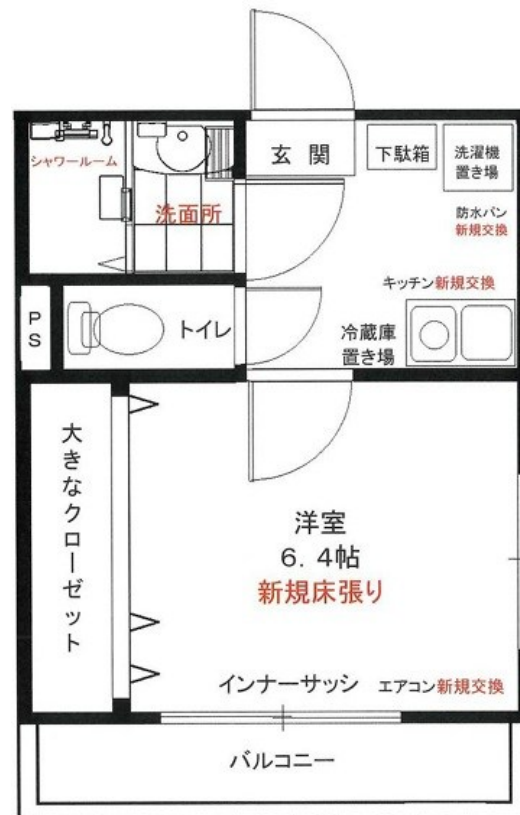 玄関
下駄箱
洗濯機
置き場
シャワールーム
洗面所
防水パン
新規交換
キッチン新規交換
PS
トイレ
冷蔵庫
置き場
大きなクローゼット
洋室
6.4帖
新規床張り
インナーサッシ
エアコン新規交換
バルコニー